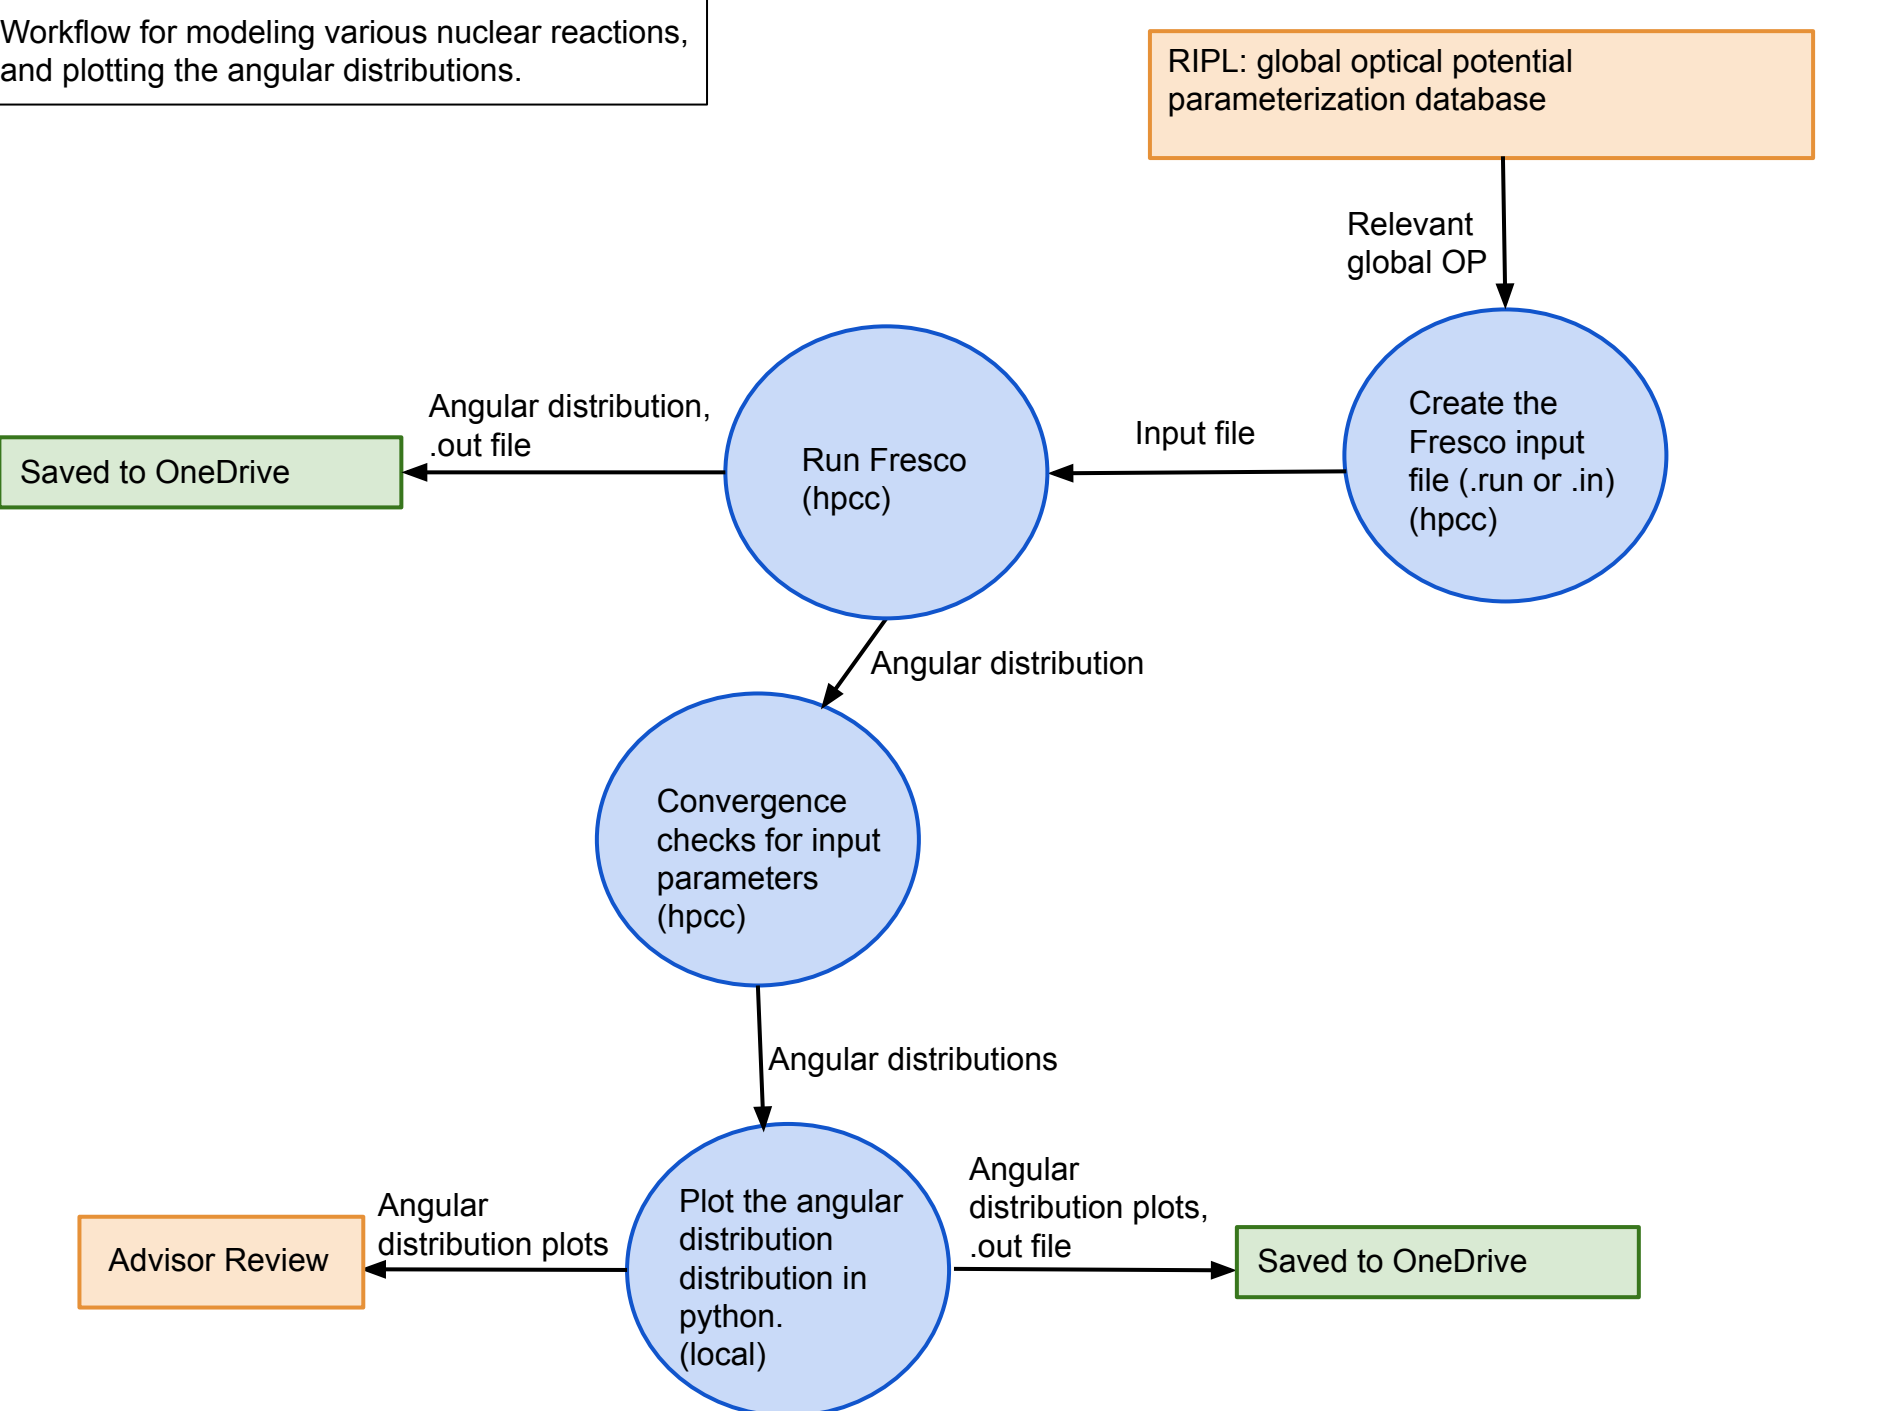 Workflow for modeling various nuclear reactions,
and plotting the angular distributions.
RIPL: global optical potential
parameterization database
Relevant
global OP
Create the
Fresco input
file (.run or .in)
(hpcc)
Input file
Run Fresco
(hpcc)
Angular distribution,
.out file
Saved to OneDrive
Angular distribution
Convergence
checks for input
parameters
(hpcc)
Angular distributions
Plot the angular
distribution
distribution in
python.
(local)
Angular
distribution plots
Advisor Review
Angular
distribution plots,
.out file
Saved to OneDrive